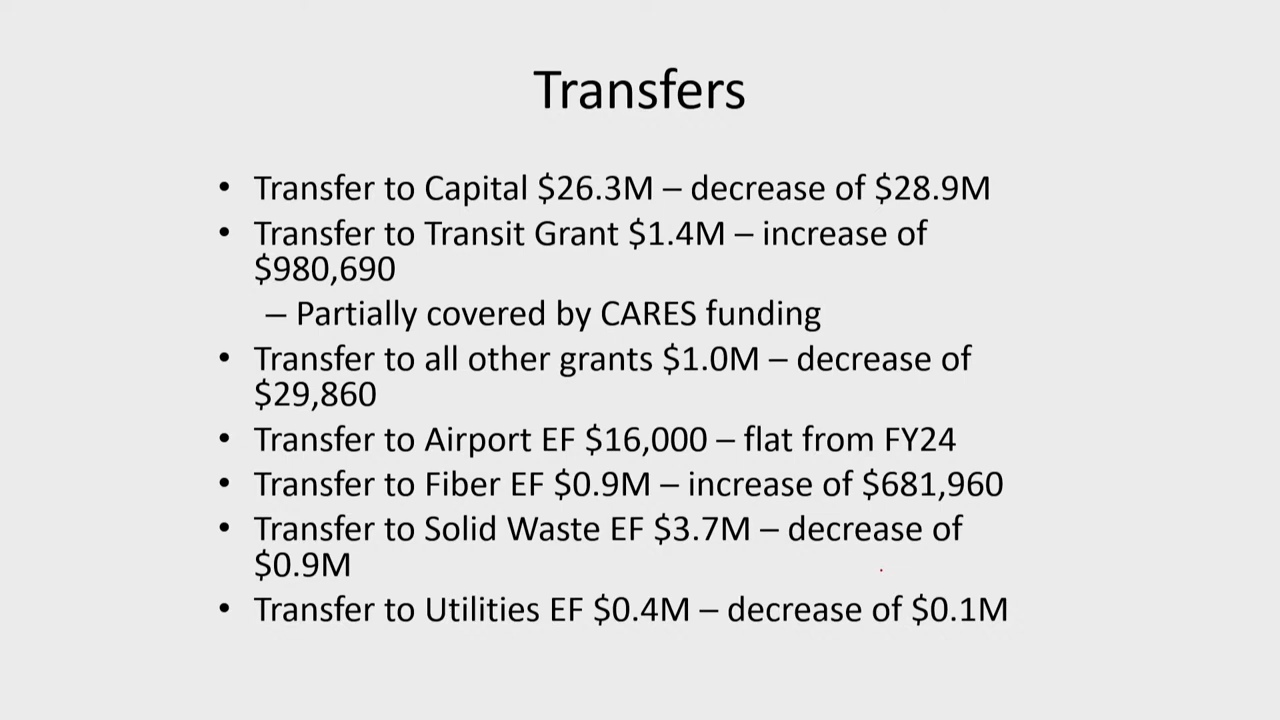 Transfers
• Transfer to Capital $26.3M – decrease of $28.9M
• Transfer to Transit Grant $1.4M – increase of
$980,690
– Partially covered by CARES funding
• Transfer to all other grants $1.0M – decrease of
$29,860
• Transfer to Airport EF $16,000 – flat from FY24
• Transfer to Fiber EF $0.9M – increase of $681,960
• Transfer to Solid Waste EF $3.7M – decrease of
$0.9M
• Transfer to Utilities EF $0.4M – decrease of $0.1M